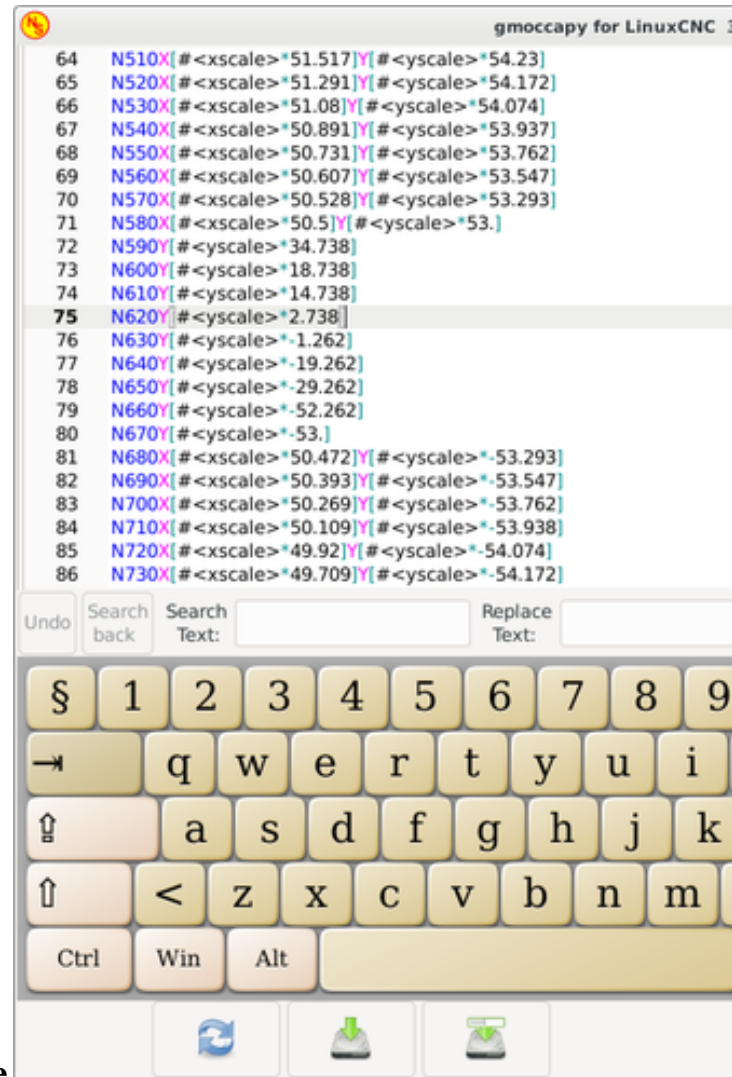 gmoccapy for LinuxCNC
64 N510X[#<xscale>*51.517]Y[#<yscale>*54.23]
65 N520X[#<xscale>*51.291]Y[#<yscale>*54.172]
66 N530X[#<xscale>*51.08]Y[#<yscale>*54.074]
67 N540X[#<xscale>*50.891]Y[#<yscale>*53.937]
68 N550X[#<xscale>*50.731]Y[#<yscale>*53.762]
69 N560X[#<xscale>*50.607]Y[#<yscale>*53.547]
70 N570X[#<xscale>*50.528]Y[#<yscale>*53.293]
71 N580X[#<xscale>*50.5]Y[#<yscale>*53.]
72 N590Y[#<yscale>*34.738]
73 N600Y[#<yscale>*18.738]
74 N610Y[#<yscale>*14.738]
75 N620Y[#<yscale>*2.738]
76 N630Y[#<yscale>*-1.262]
77 N640Y[#<yscale>*-19.262]
78 N650Y[#<yscale>*-29.262]
79 N660Y[#<yscale>*-52.262]
80 N670Y[#<yscale>*-53.]
81 N680X[#<xscale>*50.472]Y[#<yscale>*-53.293]
82 N690X[#<xscale>*50.393]Y[#<yscale>*-53.547]
83 N700X[#<xscale>*50.269]Y[#<yscale>*-53.762]
84 N710X[#<xscale>*50.109]Y[#<yscale>*-53.938]
85 N720X[#<xscale>*49.92]Y[#<yscale>*-54.074]
86 N730X[#<xscale>*49.709]Y[#<yscale>*-54.172]
Undo Search back Search Text: Replace Text:
§ 1 2 3 4 5 6 7 8 9
q w e r t y u i
a s d f g h j k
< z x c v b n m
Ctrl Win Alt